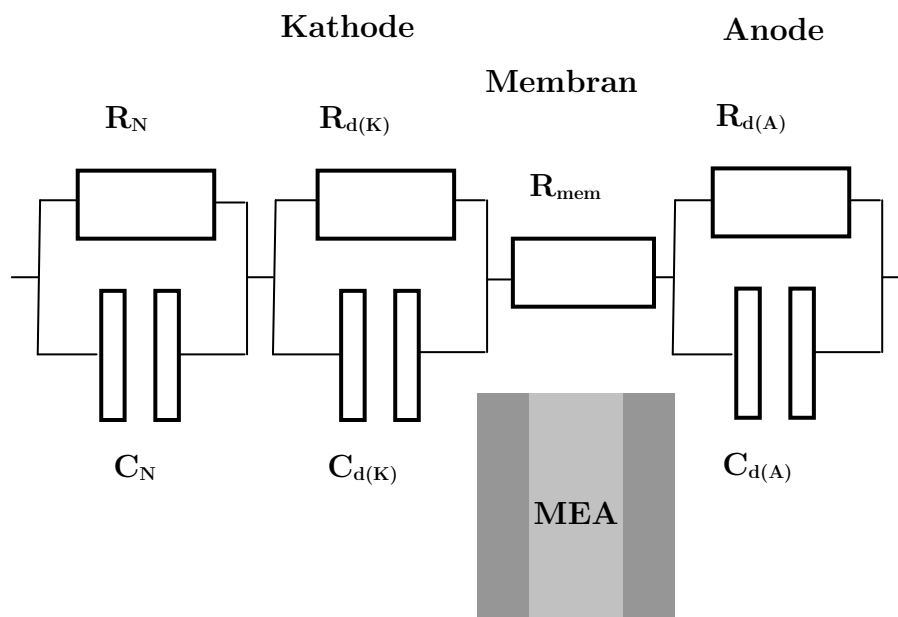 Kathode
Anode
Membran
R_N
R_d(K)
R_d(A)
R_mem
C_N
C_d(K)
C_d(A)
MEA